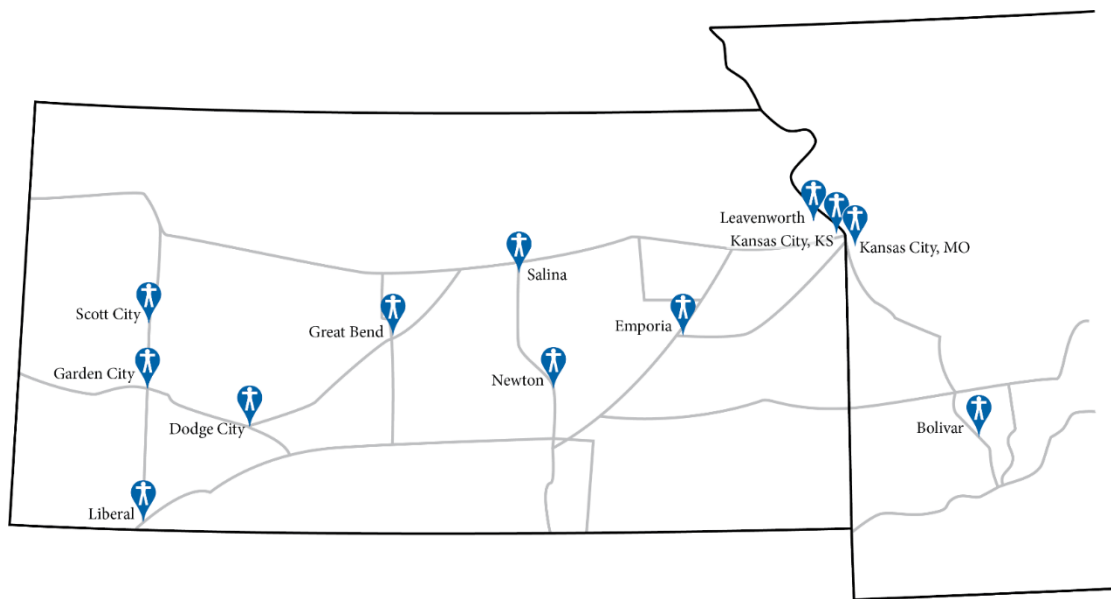 Leavenworth
Kansas City, KS
Kansas City, MO
Salina
Scott City
Great Bend
Emporia
Garden City
Newton
Dodge City
Bolivar
Liberal